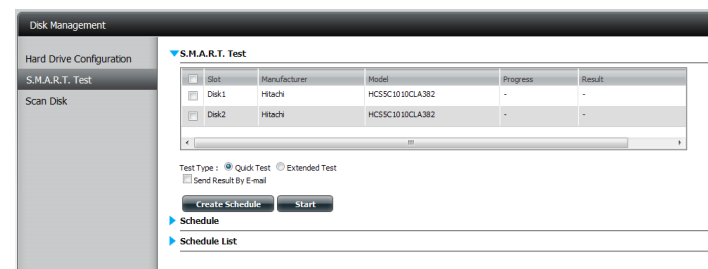 Disk Management
Hard Drive Configuration
S.M.A.R.T. Test
Scan Disk
S.M.A.R.T. Test
Slot Manufacturer Model Progress Result
Disk1 Hitachi HCS5C1010CLA382 - -
Disk2 Hitachi HCS5C1010CLA382 - -
Test Type : Quick Test Extended Test
Send Result By E-mail
Create Schedule Start
Schedule
Schedule List